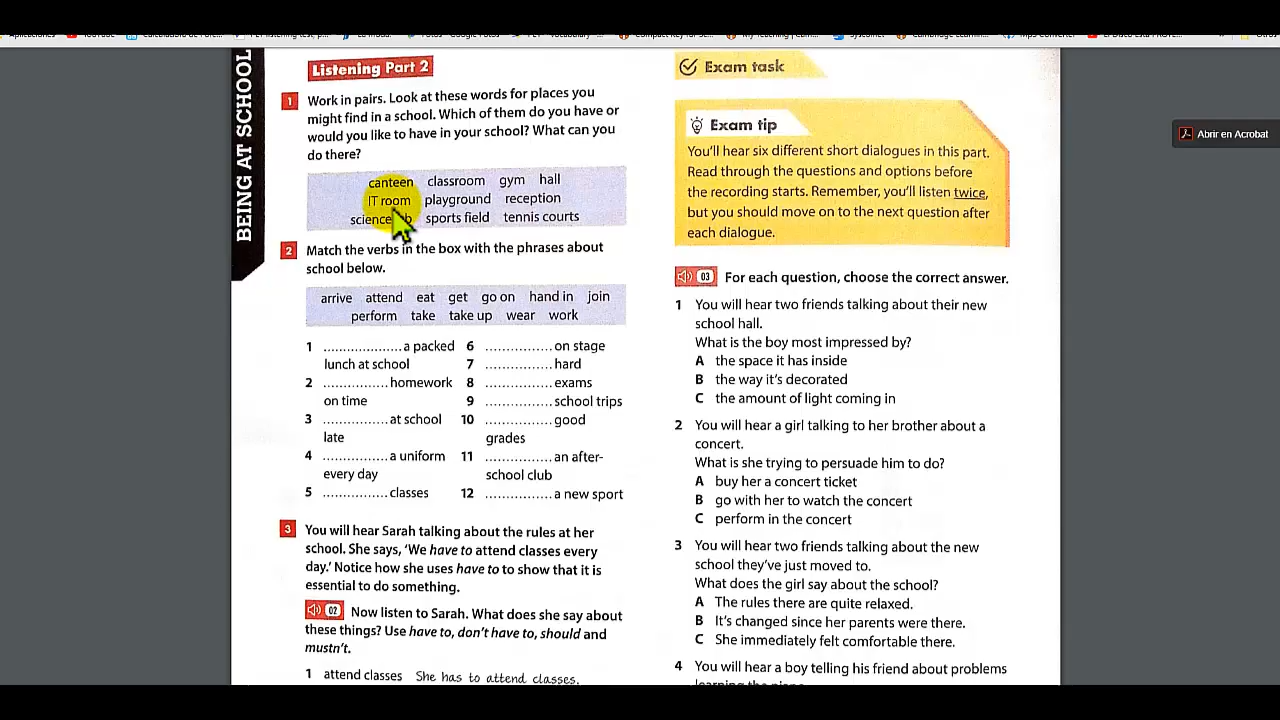 Aplicaciones
YouTube
BEING AT SCHOOL
Listening Part 2
1 Work in pairs. Look at these words for places you
might find in a school. Which of them do you have or
would you like to have in your school? What can you
do there?
canteen classroom gym hall
IT room playground reception
science sports field tennis courts
2 Match the verbs in the box with the phrases about
school below.
arrive attend eat get go on hand in join
perform take take up wear work
1 .................... a packed
lunch at school
2 ................ homework
on time
3 ................ at school
late
4 ................ a uniform
every day
5 ................ classes
6 ................ on stage
7 ................ hard
8 ................ exams
9 ................ school trips
10 ................ good
grades
11 ................ an after-
school club
12 ................ a new sport
3 You will hear Sarah talking about the rules at her
school. She says, ‘We have to attend classes every
day.’ Notice how she uses have to to show that it is
essential to do something.
02 Now listen to Sarah. What does she say about
these things? Use have to, don’t have to, should and
mustn’t.
1 attend classes She has to attend classes.
Exam task
Exam tip
You’ll hear six different short dialogues in this part.
Read through the questions and options before
the recording starts. Remember, you’ll listen twice,
but you should move on to the next question after
each dialogue.
03 For each question, choose the correct answer.
1 You will hear two friends talking about their new
school hall.
What is the boy most impressed by?
A the space it has inside
B the way it’s decorated
C the amount of light coming in
2 You will hear a girl talking to her brother about a
concert.
What is she trying to persuade him to do?
A buy her a concert ticket
B go with her to watch the concert
C perform in the concert
3 You will hear two friends talking about the new
school they’ve just moved to.
What does the girl say about the school?
A The rules there are quite relaxed.
B It’s changed since her parents were there.
C She immediately felt comfortable there.
4 You will hear a boy telling his friend about problems
Abrir en Acrobat